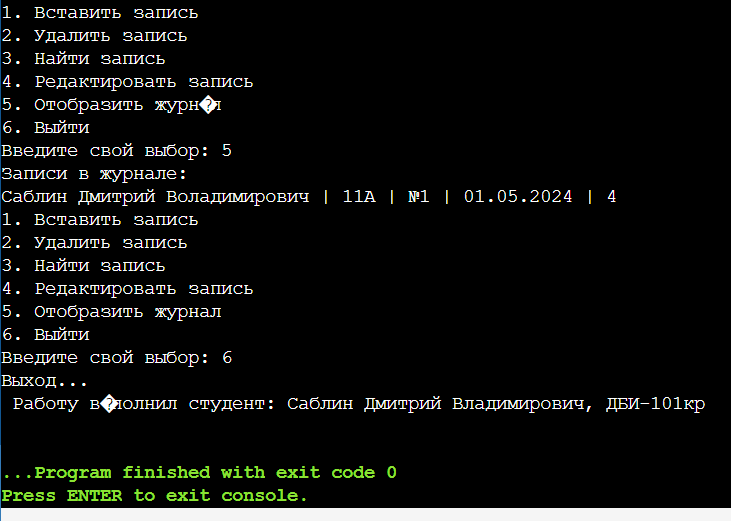 1. Вставить запись
2. Удалить запись
3. Найти запись
4. Редактировать запись
5. Отобразить журн�л
6. Выйти
Введите свой выбор: 5
Записи в журнале:
Саблин Дмитрий Воладимирович | 11А | №1 | 01.05.2024 | 4
1. Вставить запись
2. Удалить запись
3. Найти запись
4. Редактировать запись
5. Отобразить журнал
6. Выйти
Введите свой выбор: 6
Выход...
Работу в�полнил студент: Саблин Дмитрий Владимирович, ДБИ-101кр
...Program finished with exit code 0
Press ENTER to exit console.